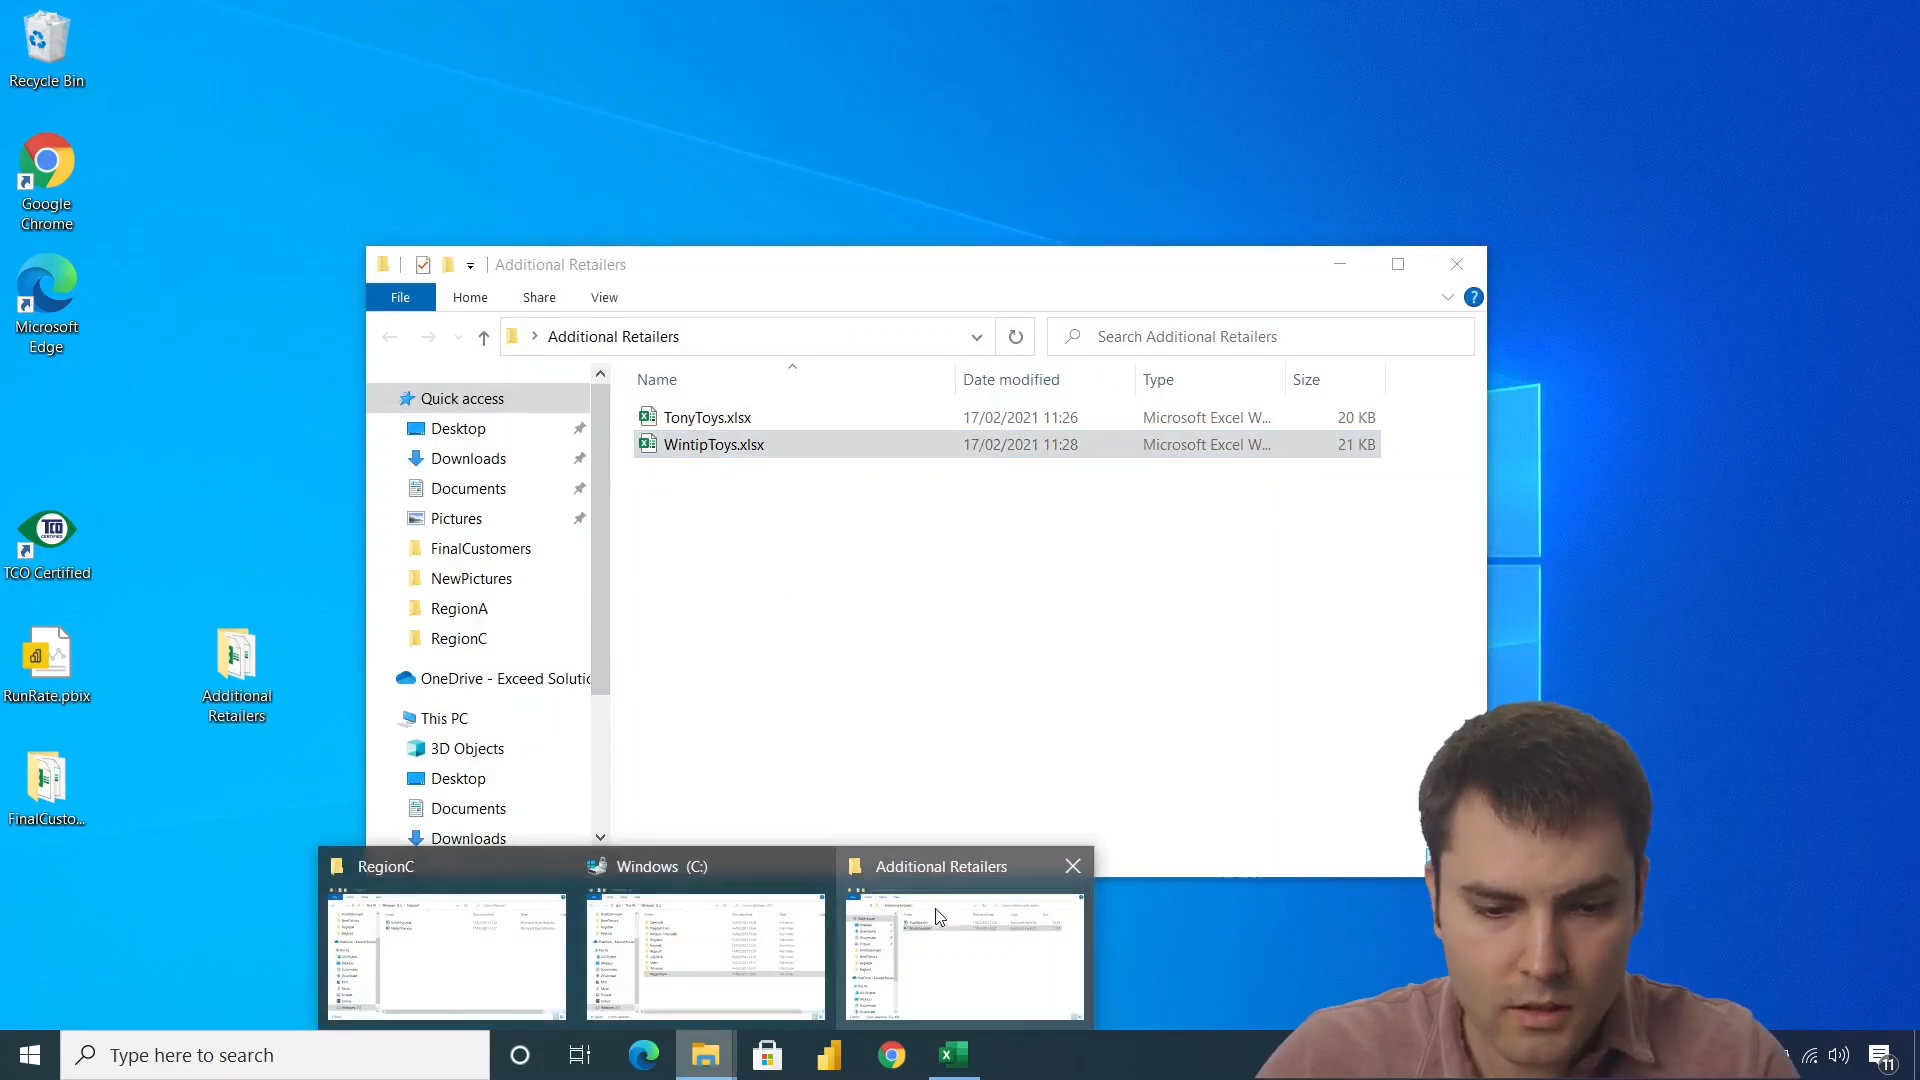 Recycle Bin
Google
Chrome
Microsoft
Edge
TCO
CERTIFIED
TCO Certified
RunRate.pbix
Additional
Retailers
FinalCusto...
Additional Retailers
File
Home
Share
View
?
Additional Retailers
Search Additional Retailers
Name
Date modified
Type
Size
TonyToys.xlsx
17/02/2021 11:26
Microsoft Excel W...
20 KB
WintipToys.xlsx
17/02/2021 11:28
Microsoft Excel W...
21 KB
Quick access
Desktop
Downloads
Documents
Pictures
FinalCustomers
NewPictures
RegionA
RegionC
OneDrive - Exceed Solutic
This PC
3D Objects
Desktop
Documents
Downloads
RegionC
Windows (C:)
Additional Retailers
Type here to search
11